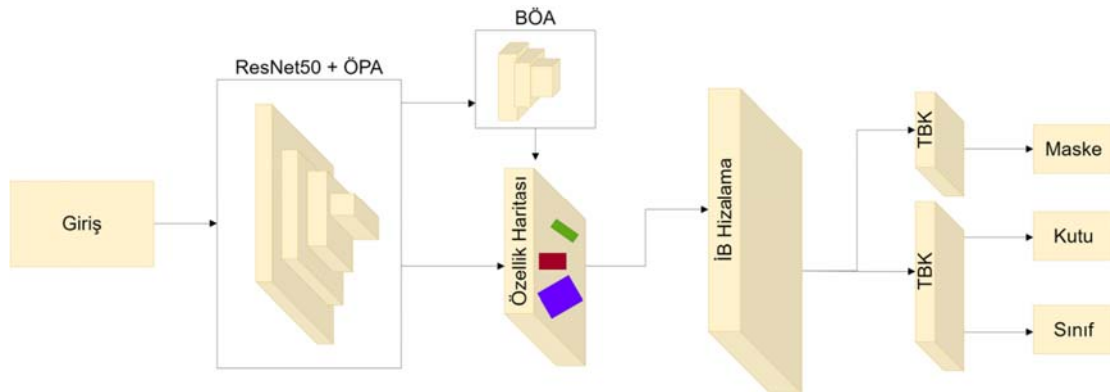 BÖA
ResNet50 + ÖPA
Giriş
Özellik Haritası
İB Hizalama
TBK
Maske
TBK
Kutu
Sınıf